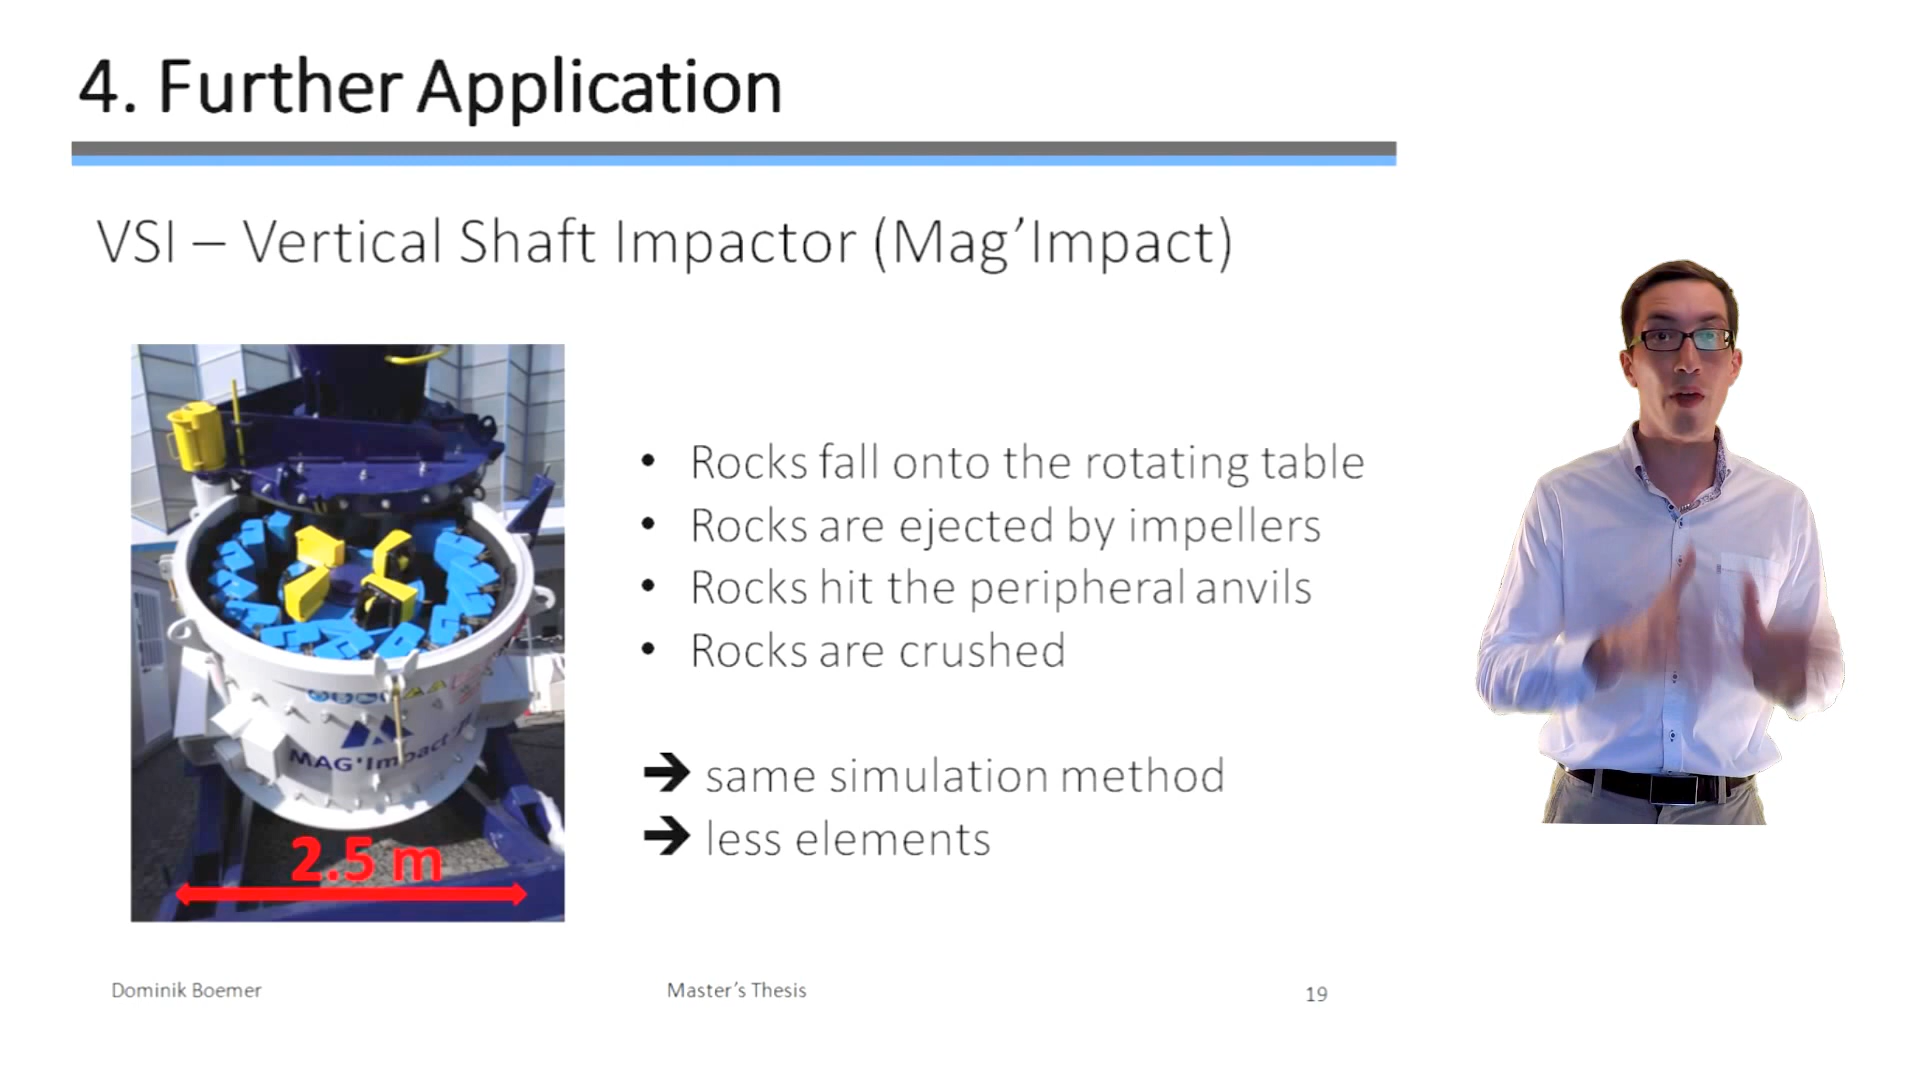 4. Further Application
VSI – Vertical Shaft Impactor (Mag’Impact)
• Rocks fall onto the rotating table
• Rocks are ejected by impellers
• Rocks hit the peripheral anvils
• Rocks are crushed
MAG'Impact
➔ same simulation method
➔ less elements
2.5 m
Dominik Boemer
Master’s Thesis
19